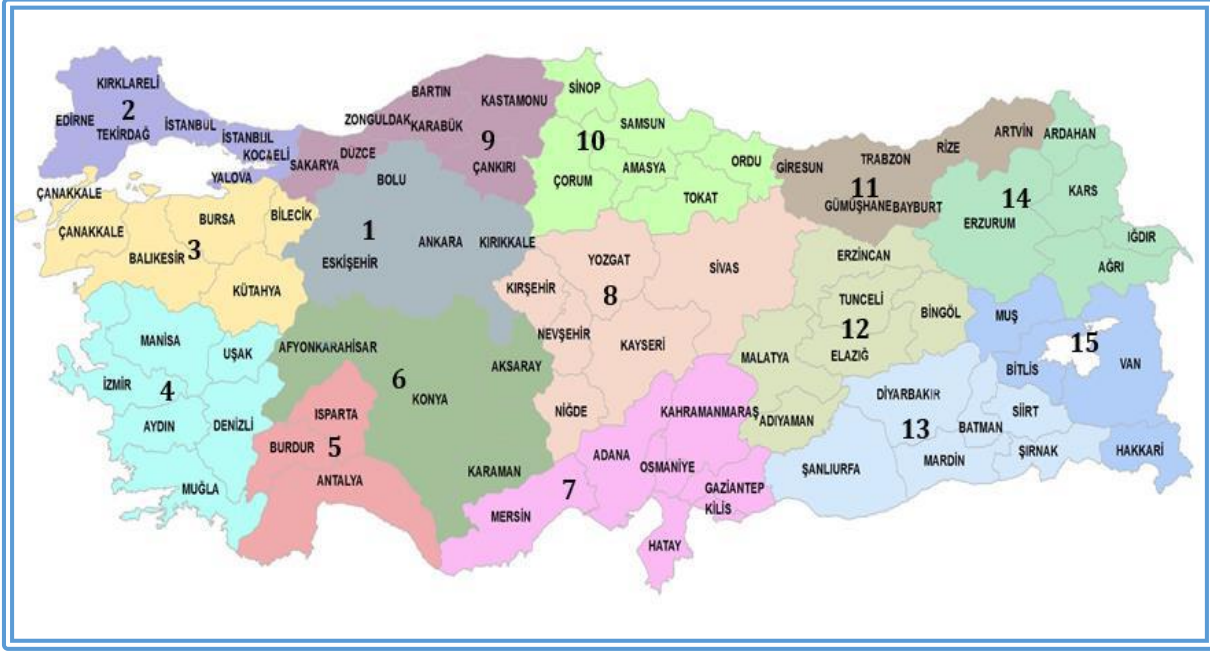 KIRKLARELİ
2
EDİRNE
TEKİRDAĞ
İSTANBUL
İSTANBUL
KOCAELİ
YALOVA
ÇANAKKALE
ÇANAKKALE
BURSA
BİLECİK
BALIKESİR
3
KÜTAHYA
MANİSA
UŞAK
İZMİR
4
AYDIN
DENİZLİ
MUĞLA
BARTIN
KASTAMONU
ZONGULDAK
KARABÜK
9
DÜZCE
SAKARYA
ÇANKIRI
BOLU
1
ANKARA
KIRIKKALE
ESKİŞEHİR
AFYONKARAHİSAR
6
AKSARAY
KONYA
KARAMAN
ISPARTA
BURDUR
5
ANTALYA
SİNOP
SAMSUN
10
AMASYA
ORDU
ÇORUM
TOKAT
YOZGAT
SİVAS
KIRŞEHİR
8
NEVŞEHİR
KAYSERİ
NİĞDE
KAHRAMANMARAŞ
ADANA
OSMANİYE
7
MERSİN
GAZİANTEP
KİLİS
HATAY
ARTVİN
RİZE
TRABZON
GİRESUN
11
GÜMÜŞHANE
BAYBURT
ARDAHAN
KARS
14
ERZURUM
IĞDIR
AĞRI
ERZİNCAN
TUNCELİ
BİNGÖL
12
ELAZIĞ
MALATYA
ADIYAMAN
MUŞ
15
VAN
BİTLİS
HAKKARİ
DİYARBAKIR
SİİRT
13
BATMAN
ŞIRNAK
MARDİN
ŞANLIURFA